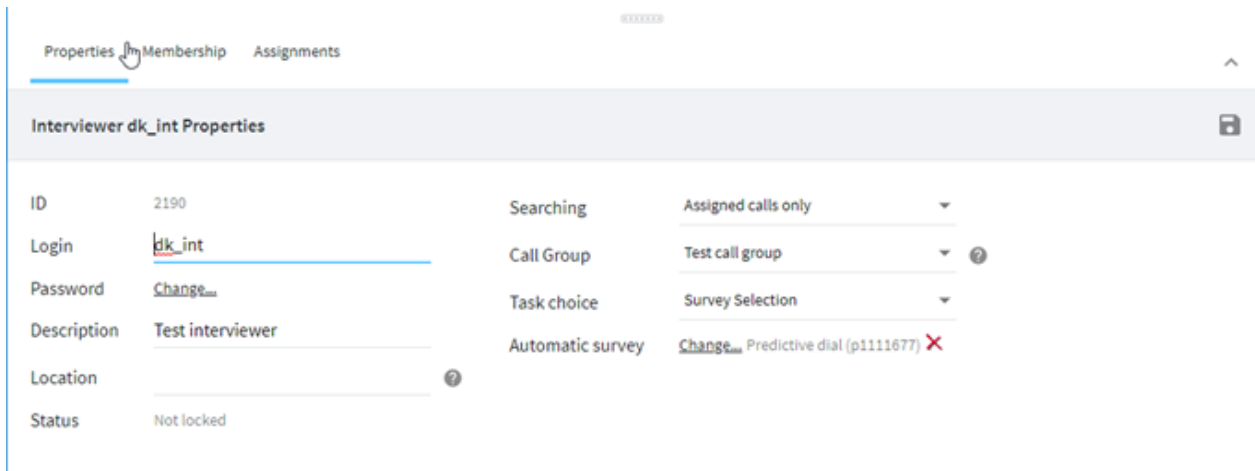 Properties Membership Assignments
Interviewer dk_int Properties
ID 2190
Login dk_int
Password Change...
Description Test interviewer
Location
Status Not locked
Searching Assigned calls only
Call Group Test call group
Task choice Survey Selection
Automatic survey Change... Predictive dial (p1111677)